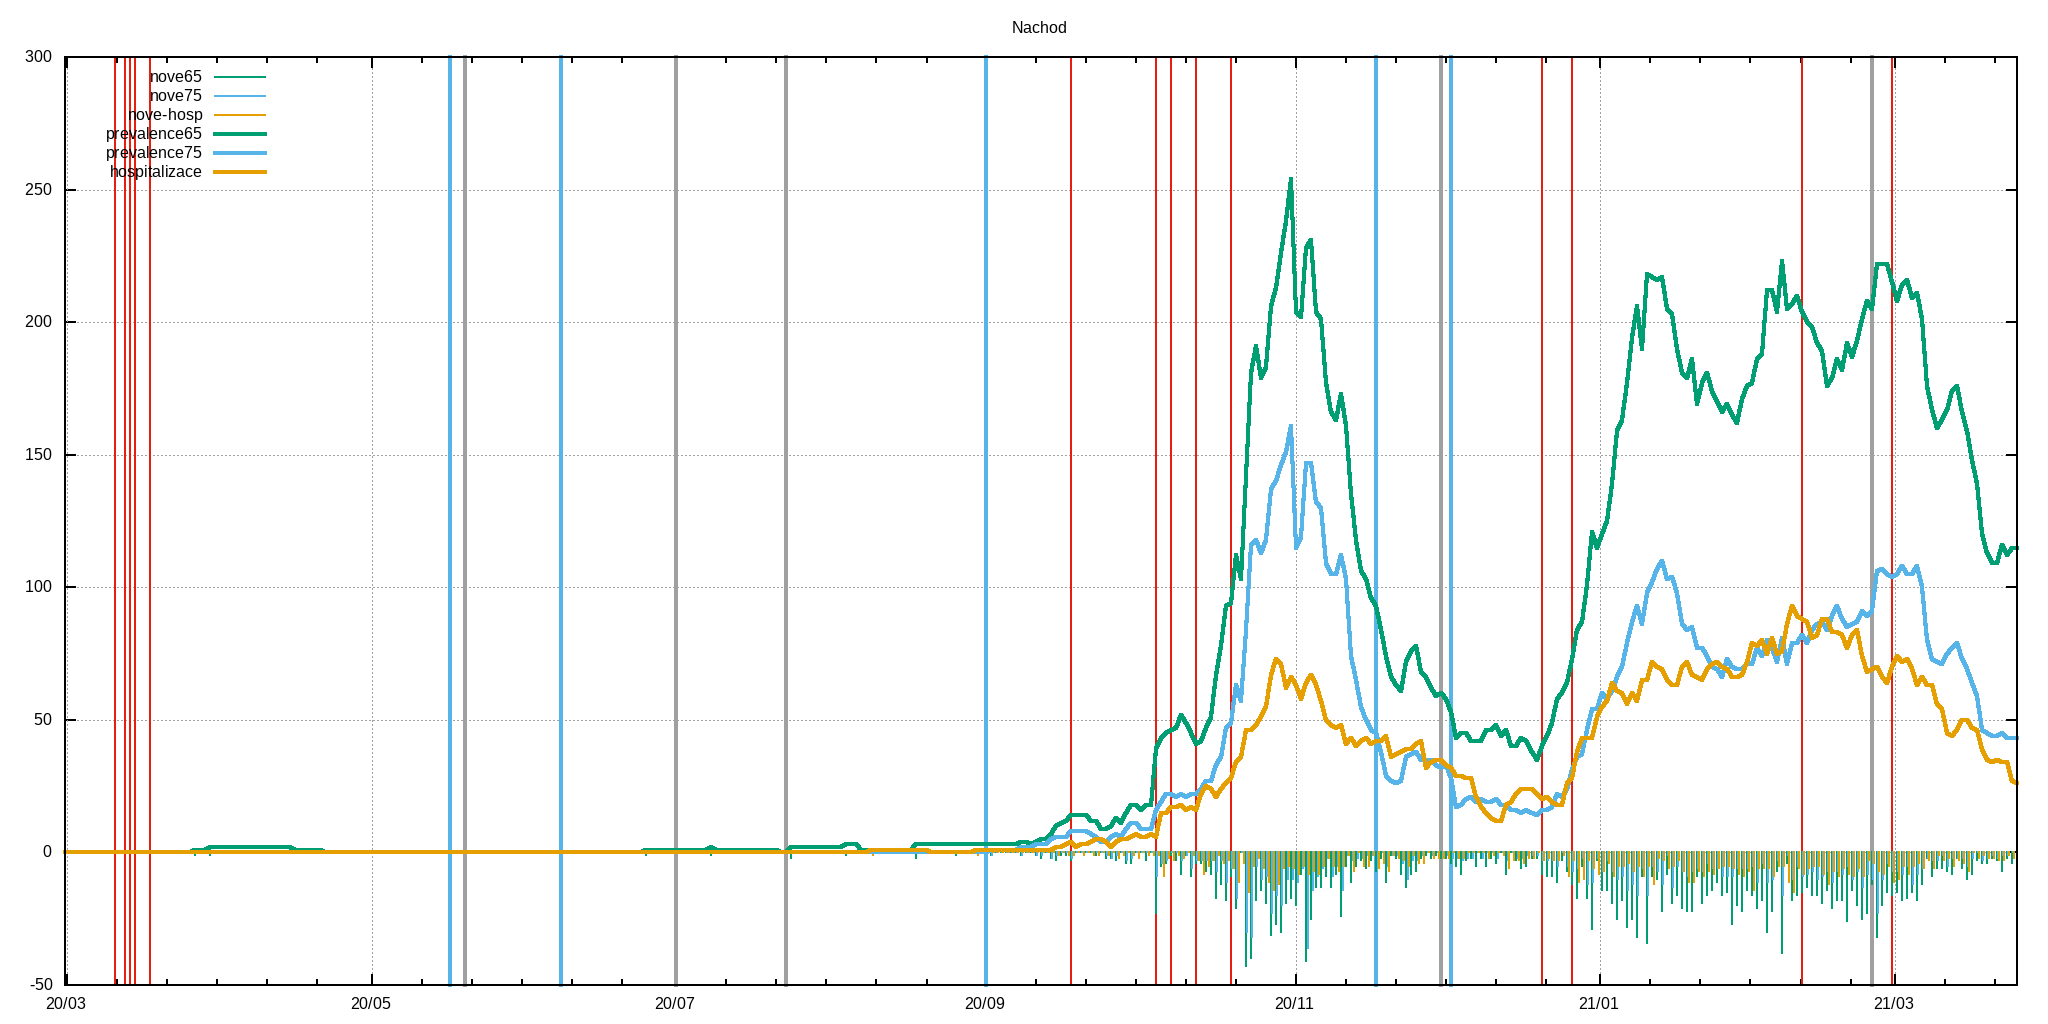 Nachod
300
nove65
nove75
nove-hosp
prevalence65
prevalence75
hospitalizace
250
200
150
100
50
0
-50
20/03 20/05 20/07 20/09 20/11 21/01 21/03